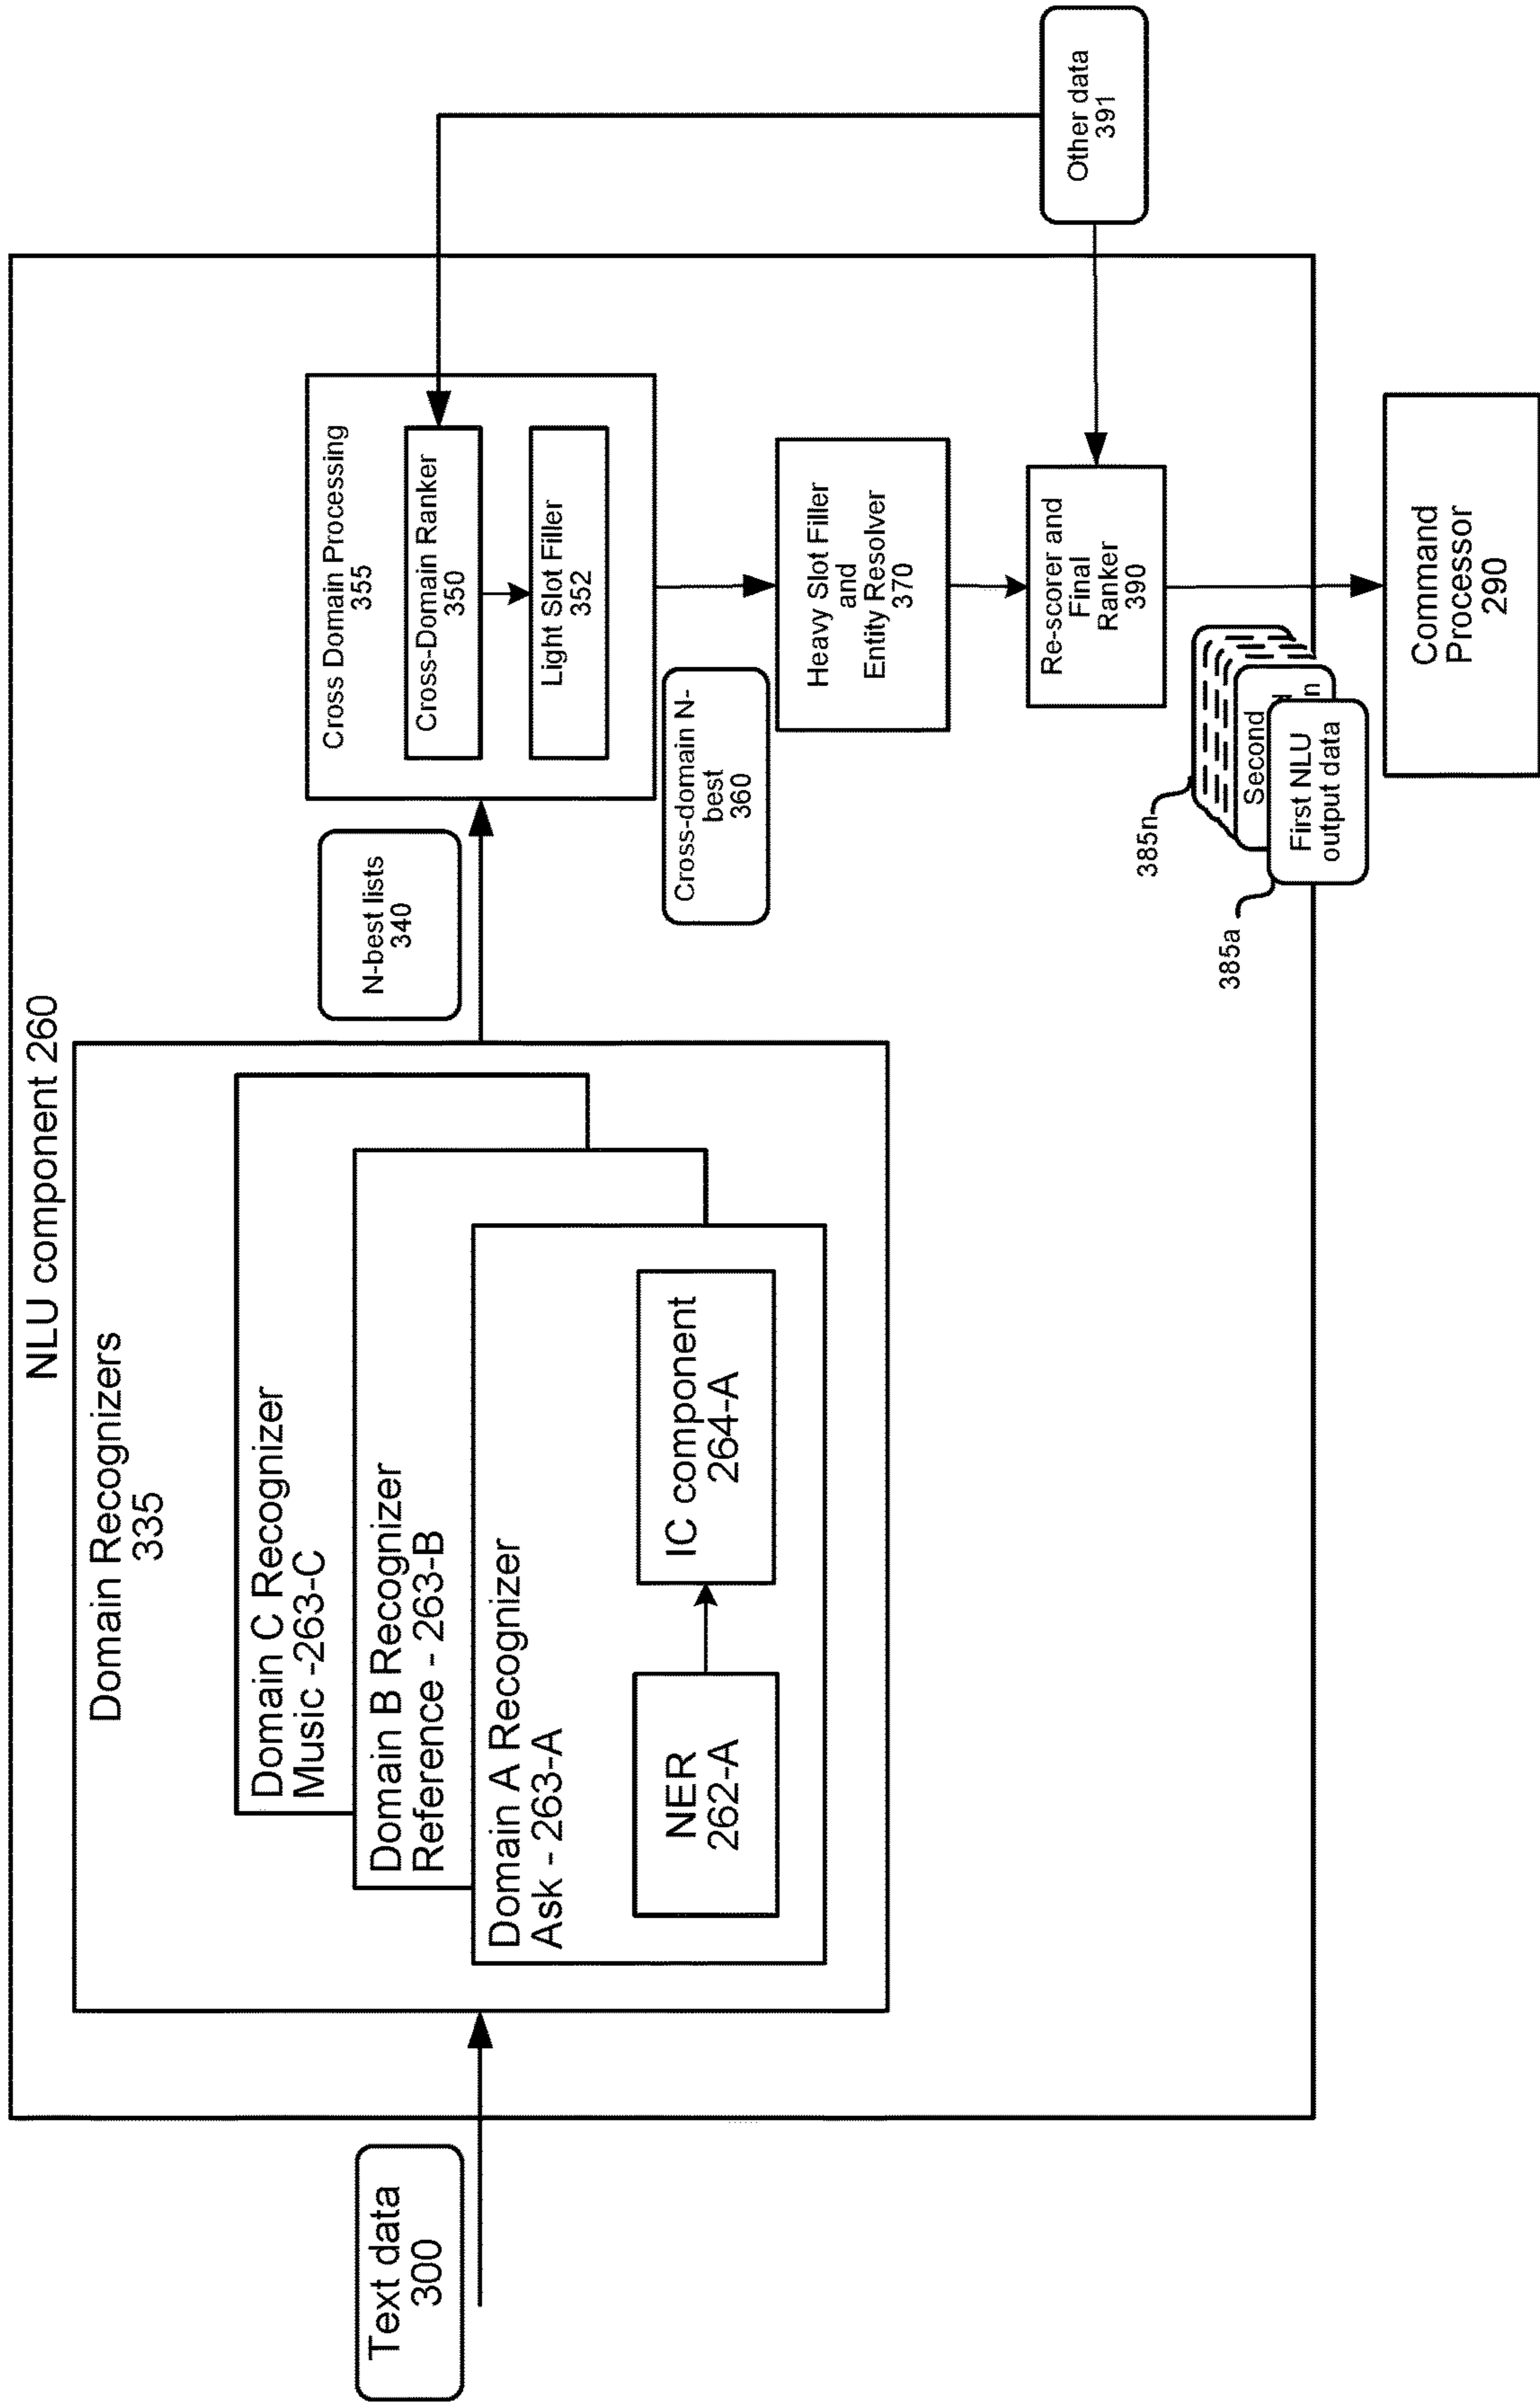 NLU component 260
Text data
300
Domain Recognizers
335
Domain C Recognizer
Music -263-C
Domain B Recognizer
Reference - 263-B
Domain A Recognizer
Ask - 263-A
NER
262-A
IC component
264-A
N-best lists
340
Cross Domain Processing
355
Cross-Domain Ranker
350
Light Slot Filler
352
Cross-domain N-
best
360
Heavy Slot Filler
and
Entity Resolver
370
Re-scorer and
Final
Ranker
390
Other data
391
385n
385a
Second
n
First NLU
output data
Command
Processor
290